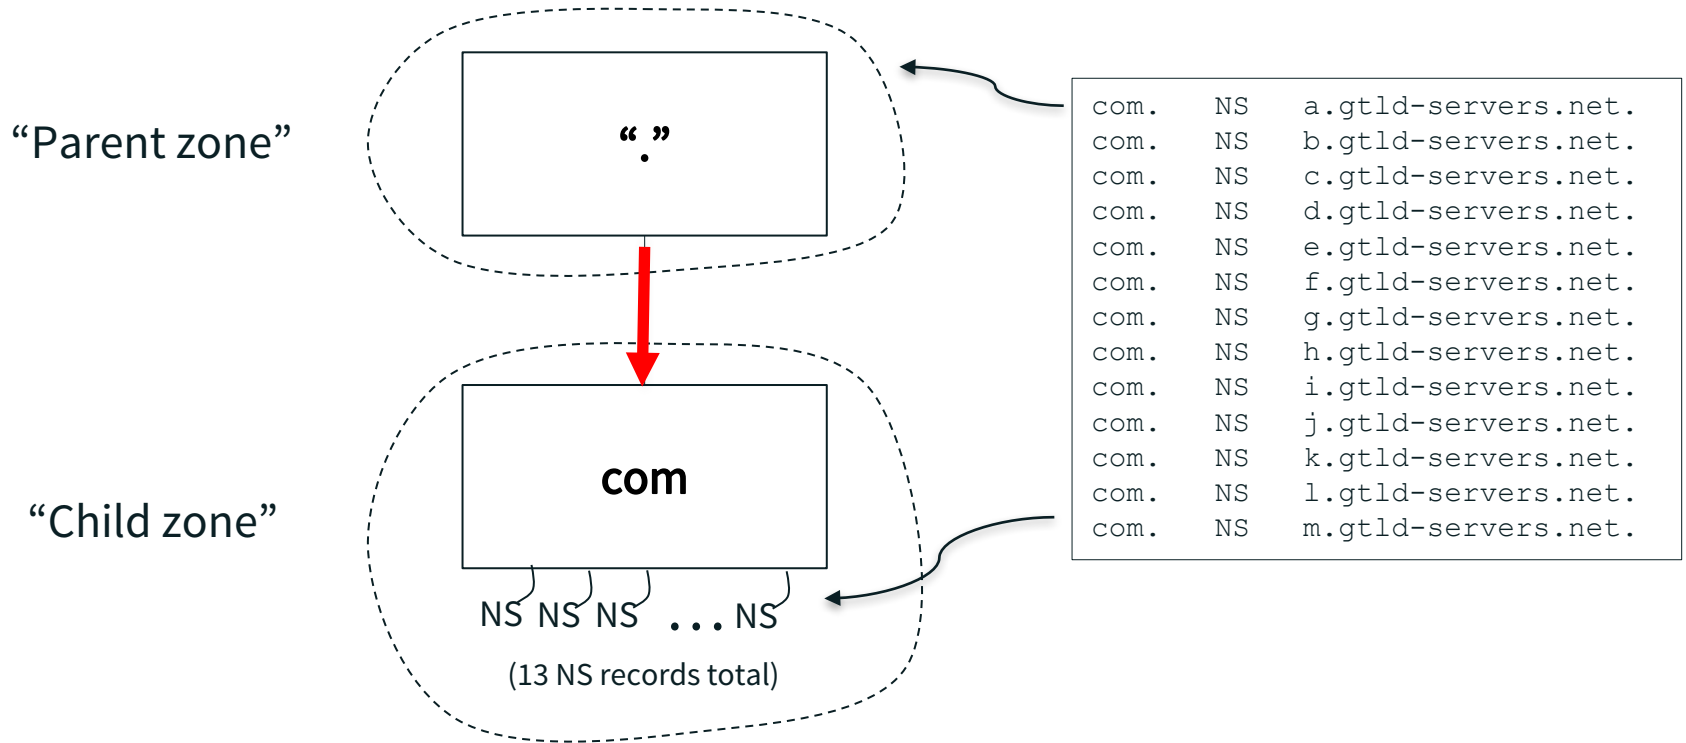 “Parent zone”
“.”
com. NS a.gtld-servers.net.
com. NS b.gtld-servers.net.
com. NS c.gtld-servers.net.
com. NS d.gtld-servers.net.
com. NS e.gtld-servers.net.
com. NS f.gtld-servers.net.
com. NS g.gtld-servers.net.
com. NS h.gtld-servers.net.
com. NS i.gtld-servers.net.
com. NS j.gtld-servers.net.
com. NS k.gtld-servers.net.
com. NS l.gtld-servers.net.
com. NS m.gtld-servers.net.
“Child zone”
com
NS NS NS ... NS
(13 NS records total)